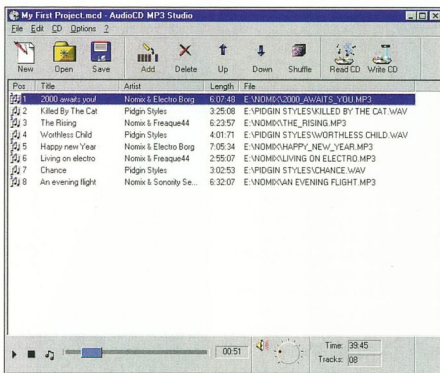 My First Project.mcd - AudioCD MP3 Studio
File Edit CD Options ?
New Open Save Add Delete Up Down Shuffle Read CD Write CD
Pos Title Artist Length File
1 2000 awaits you! Nomix & Electro Borg 6:07:48 E:\NOMIX\2000_AWAITS_YOU.MP3
2 Killed By The Cat Pidgin Styles 3:25:08 E:\PIDGIN STYLES\KILLED BY THE CAT.WAV
3 The Rising Nomix & Freaque44 6:23:57 E:\NOMIX\THE_RISING.MP3
4 Worthless Child Pidgin Styles 4:01:71 E:\PIDGIN STYLES\WORTHLESS CHILD.WAV
5 Happy new Year Nomix & Electro Borg 7:05:34 E:\NOMIX\HAPPY_NEW_YEAR.MP3
6 Living on electro Nomix & Freaque44 2:55:07 E:\NOMIX\LIVING ON ELECTRO.MP3
7 Chance Pidgin Styles 3:02:53 E:\PIDGIN STYLES\CHANCE.WAV
8 An evening flight Nomix & Sonority Se... 6:32:07 E:\NOMIX\AN EVENING FLIGHT.MP3
00:51 Time: 39:45
Tracks: 08